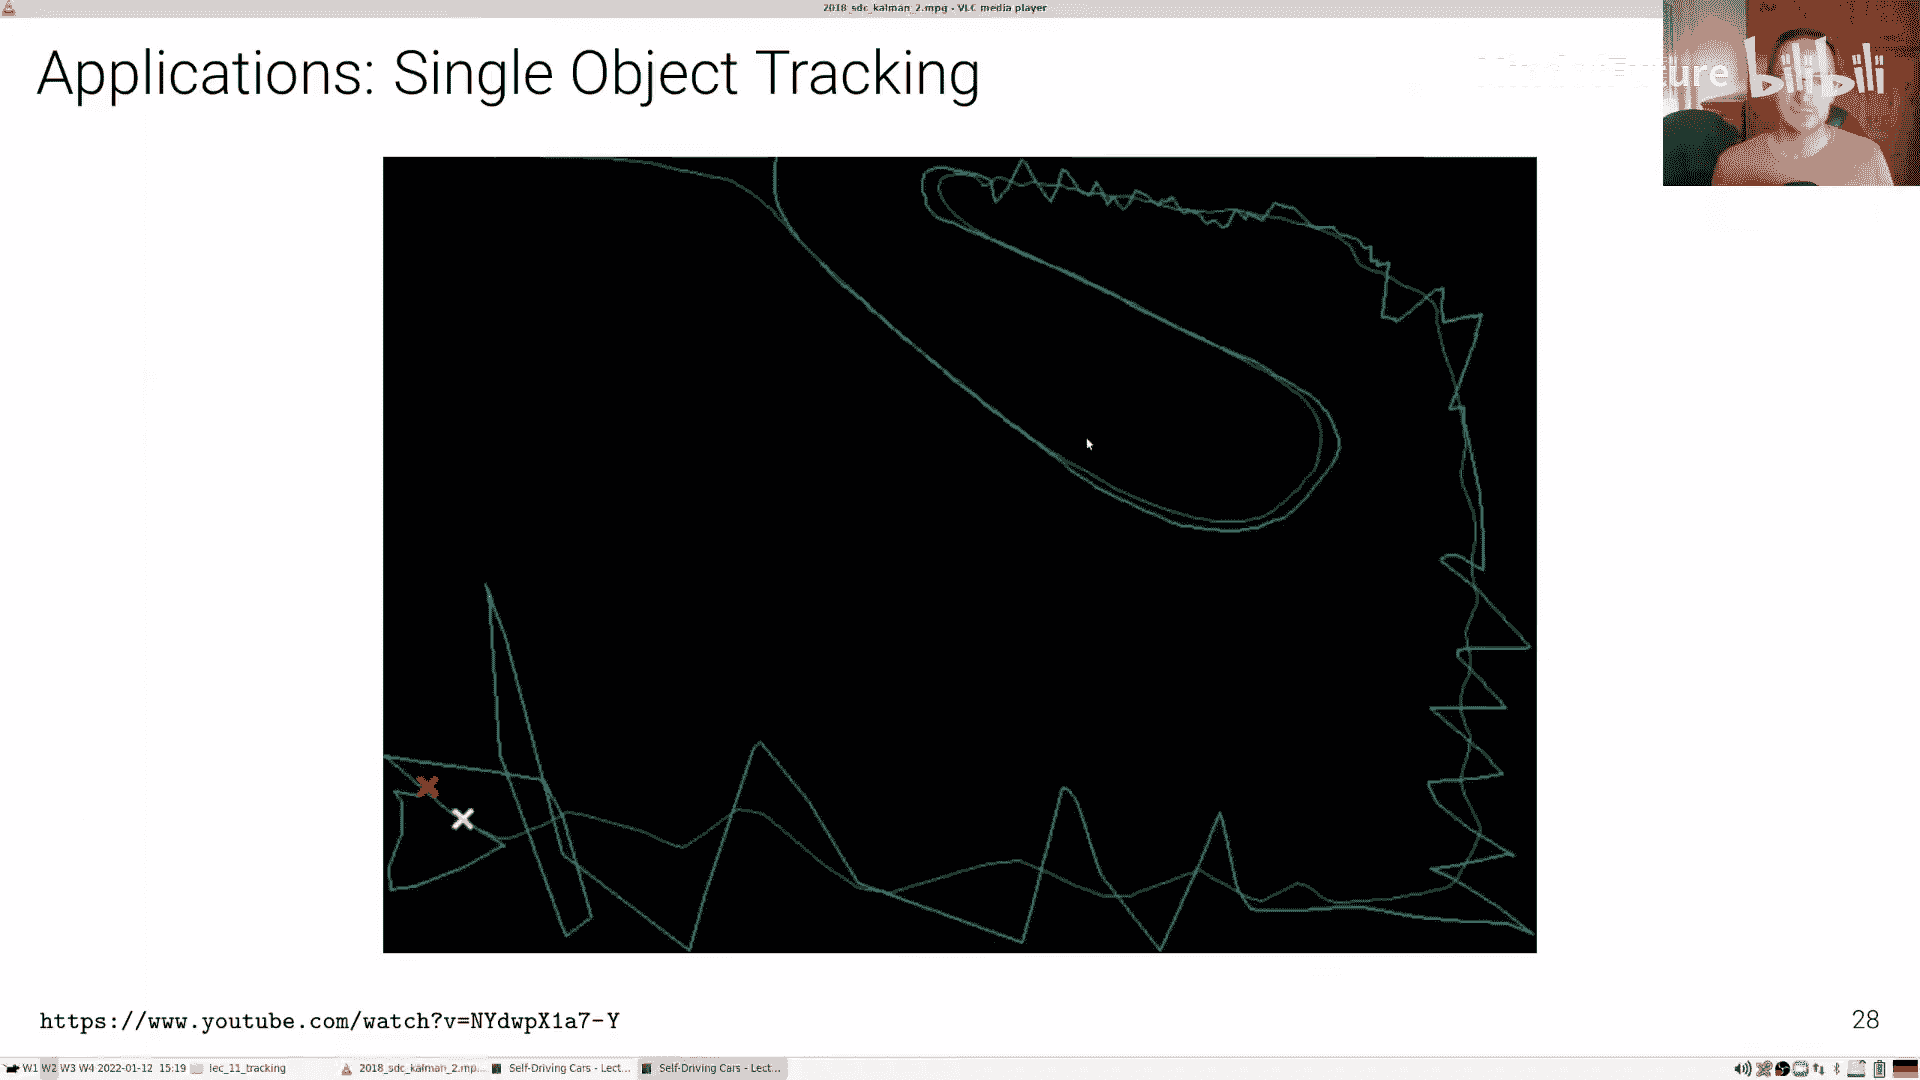 2018_sdc_kalman_2.mpg - VLC media player
Applications: Single Object Tracking
bilibili
https://www.youtube.com/watch?v=NYdwpX1a7-Y
28
W1 W2 W3 W4 2022-01-12 15:19 lec_11_tracking 2018_sdc_kalman_2.mp... Self-Driving Cars - Lect... Self-Driving Cars - Lect...